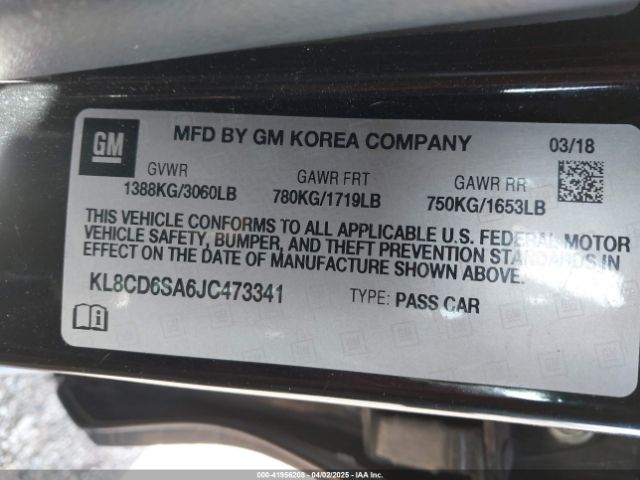 GM MFD BY GM KOREA COMPANY 03/18
GVWR GAWR FRT GAWR RR
1388KG/3060LB 780KG/1719LB 750KG/1653LB
THIS VEHICLE CONFORMS TO ALL APPLICABLE U.S. FEDERAL MOTOR
VEHICLE SAFETY, BUMPER, AND THEFT PREVENTION STANDARDS IN
EFFECT ON THE DATE OF MANUFACTURE SHOWN ABOVE.
KL8CD6SA6JC473341 TYPE: PASS CAR
000-41956208 - 04/02/2025 - IAAI.COM